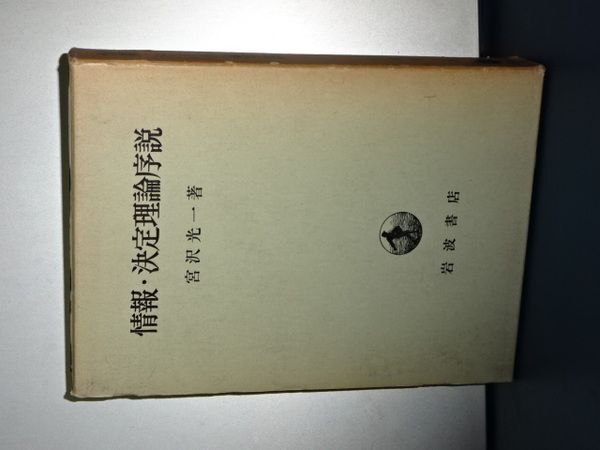 情報・決定理論序説
宮沢光一著
岩波書店